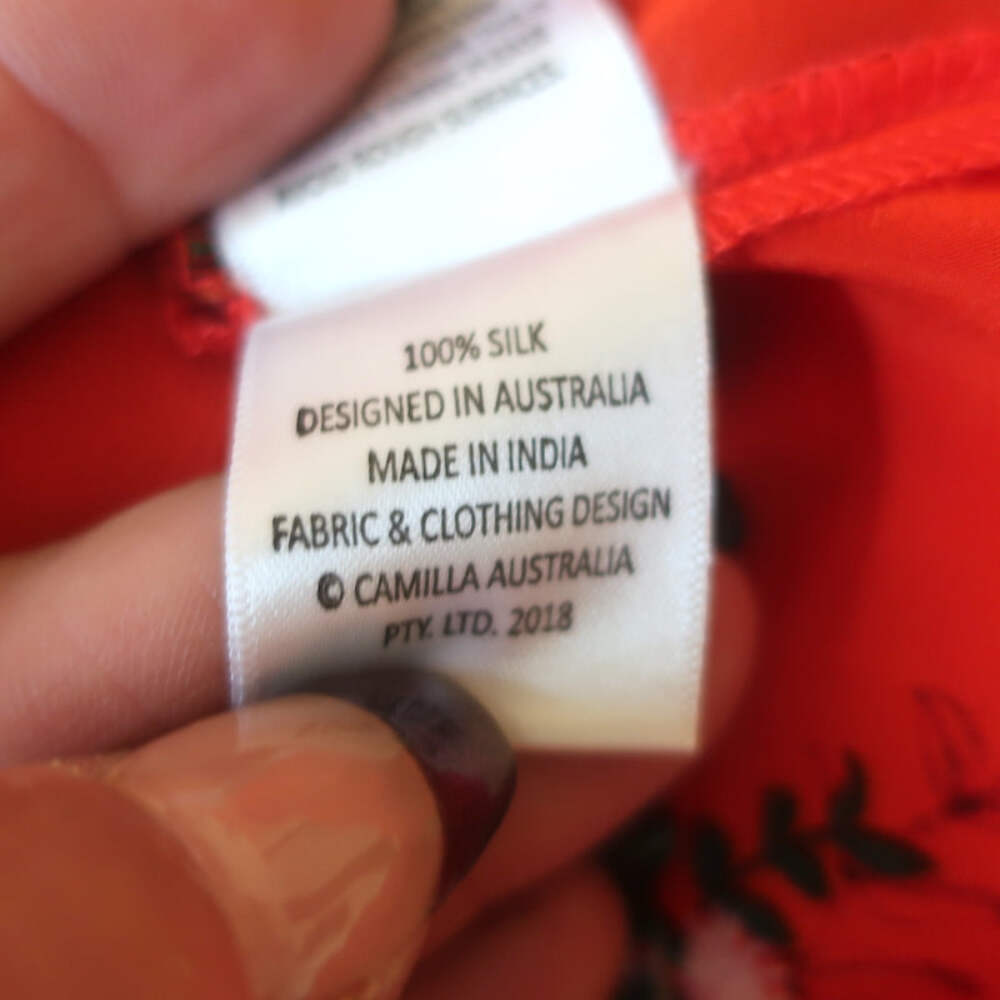 100% SILK
DESIGNED IN AUSTRALIA
MADE IN INDIA
FABRIC & CLOTHING DESIGN
© CAMILLA AUSTRALIA
PTY. LTD. 2018